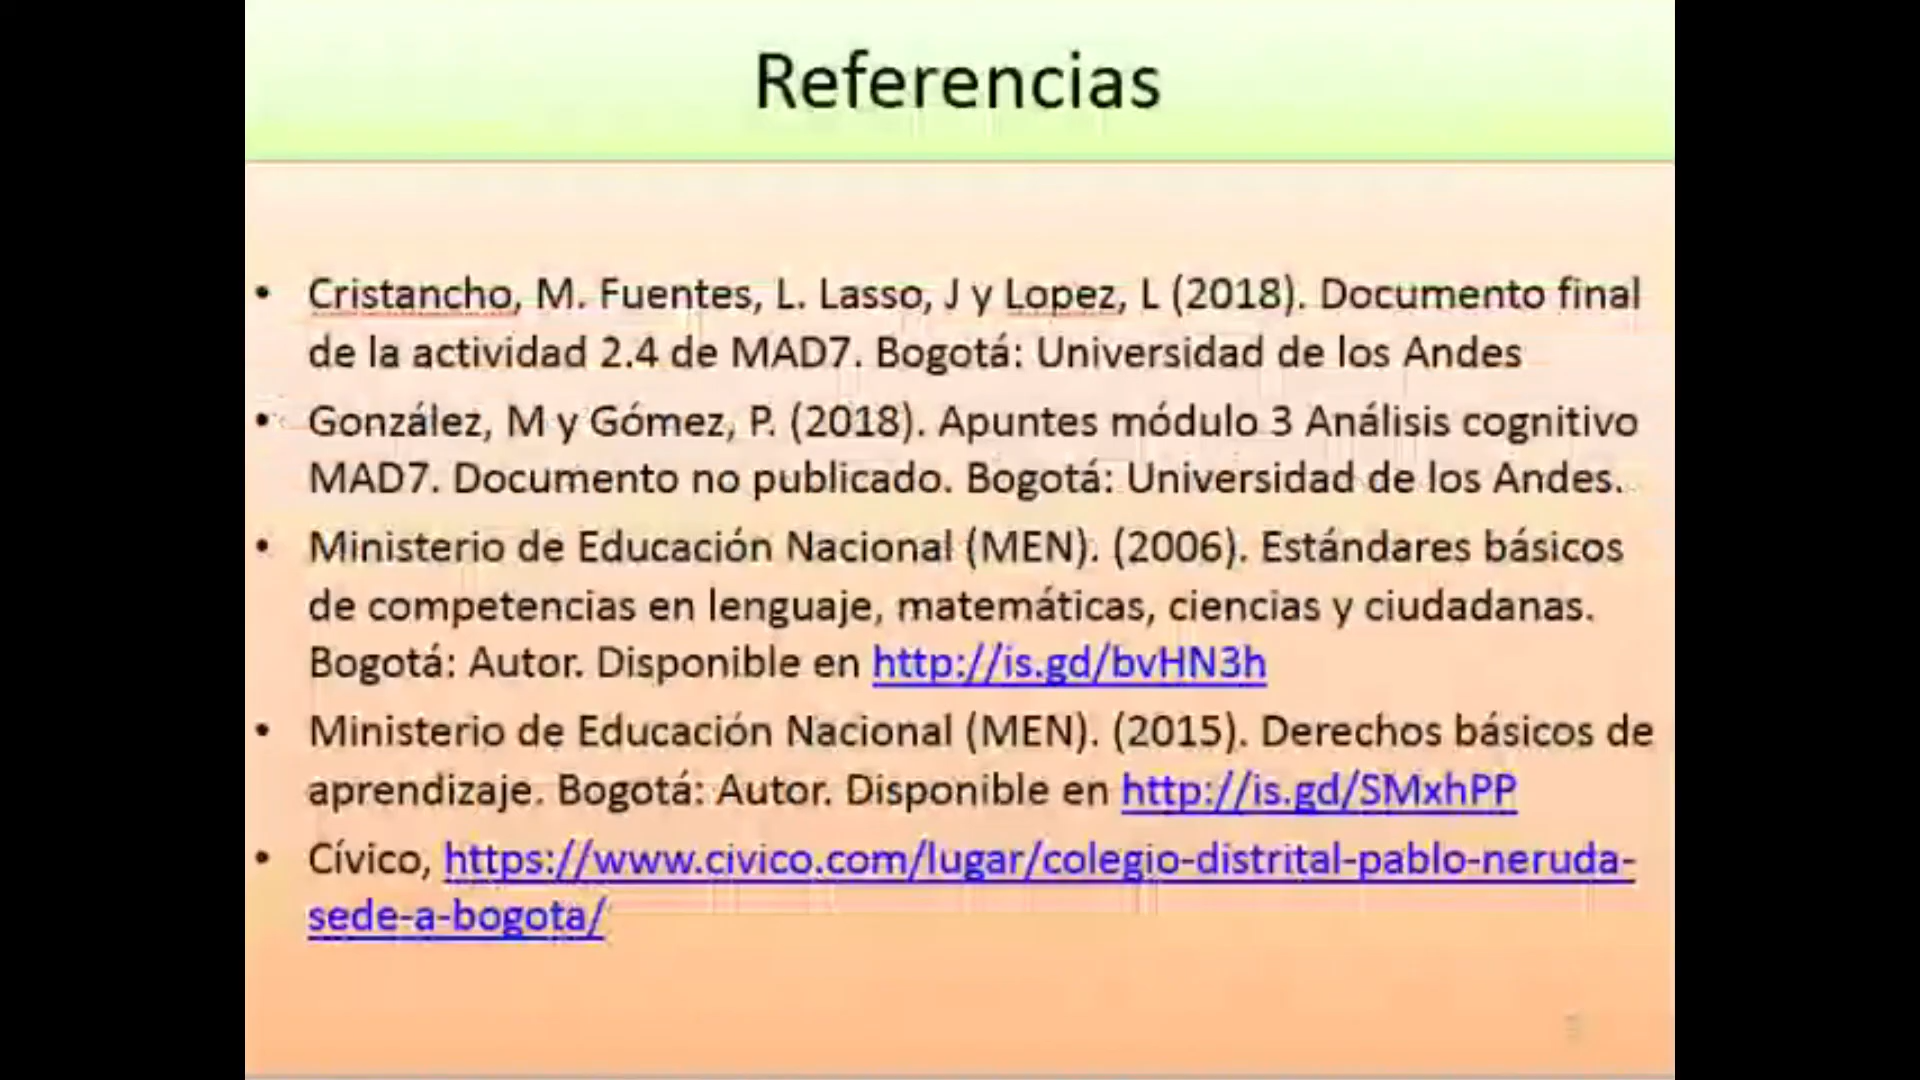 Referencias
• Cristancho, M. Fuentes, L. Lasso, J y Lopez, L (2018). Documento final
de la actividad 2.4 de MAD7. Bogotá: Universidad de los Andes
• González, M y Gómez, P. (2018). Apuntes módulo 3 Análisis cognitivo
MAD7. Documento no publicado. Bogotá: Universidad de los Andes.
• Ministerio de Educación Nacional (MEN). (2006). Estándares básicos
de competencias en lenguaje, matemáticas, ciencias y ciudadanas.
Bogotá: Autor. Disponible en http://is.gd/bvHN3h
• Ministerio de Educación Nacional (MEN). (2015). Derechos básicos de
aprendizaje. Bogotá: Autor. Disponible en http://is.gd/SMxhPP
• Cívico, https://www.civico.com/lugar/colegio-distrital-pablo-neruda-
sede-a-bogota/